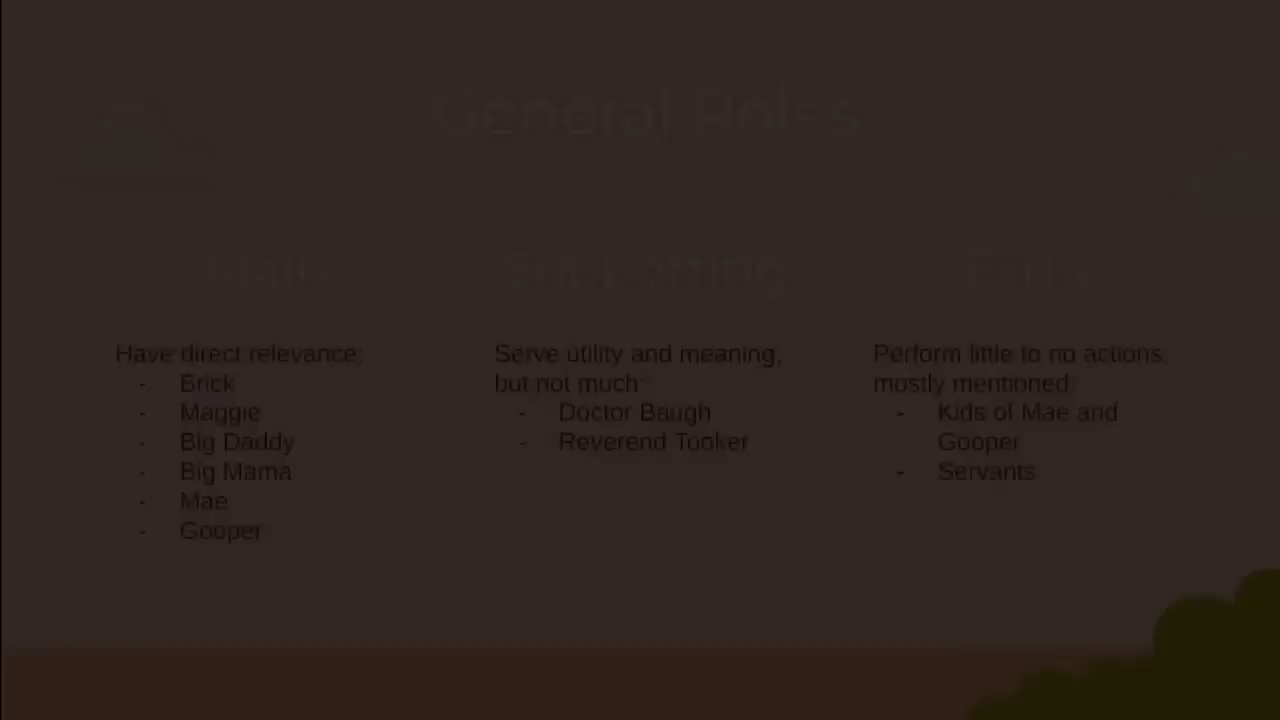 General Roles
Main
Supporting
Extra
Have direct relevance:
- Brick
- Maggie
- Big Daddy
- Big Mama
- Mae
- Gooper
Serve utility and meaning,
but not much:
- Doctor Baugh
- Reverend Tooker
Perform little to no actions,
mostly mentioned:
- Kids of Mae and
Gooper
- Servants